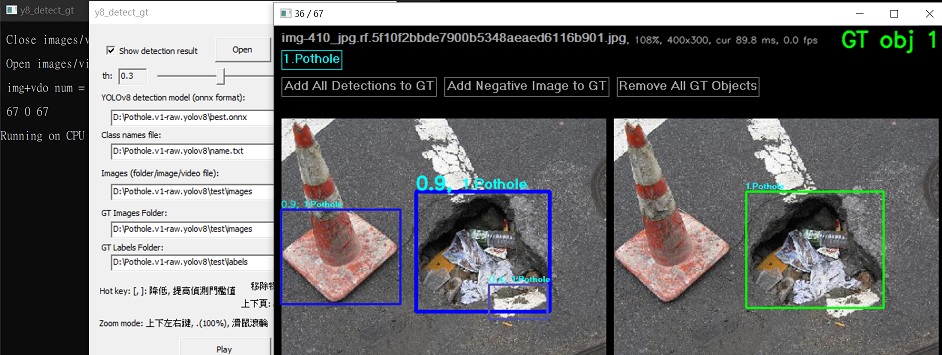 y8_detect_gt
Close images/vi
Open images/vi
img+vdo num =
67 0 67
Running on CPU
y8_detect_gt
Show detection result
Open
th:
0.3
YOLOv8 detection model (onnx format):
D:\Pothole.v1-raw.yolov8\best.onnx
Class names file:
D:\Pothole.v1-raw.yolov8\name.txt
Images (folder/image/video file):
D:\Pothole.v1-raw.yolov8\test\images
GT Images Folder:
D:\Pothole.v1-raw.yolov8\test\images
GT Labels Folder:
D:\Pothole.v1-raw.yolov8\test\labels
Hot key: [, ]: 降低, 提高偵測門檻值
移除
上下頁:
Zoom mode: 上下左右鍵, .(100%), 滑鼠滾輪
Play
36 / 67
img-410_jpg.rf.5f10f2bbde7900b5348aeaed6116b901.jpg, 108%, 400x300, cur 89.8 ms, 0.0 fps
GT obj 1
1.Pothole
Add All Detections to GT
Add Negative Image to GT
Remove All GT Objects
0.9, 1.Pothole
0.9, 1.Pothole
1.Pothole
1.Pothole